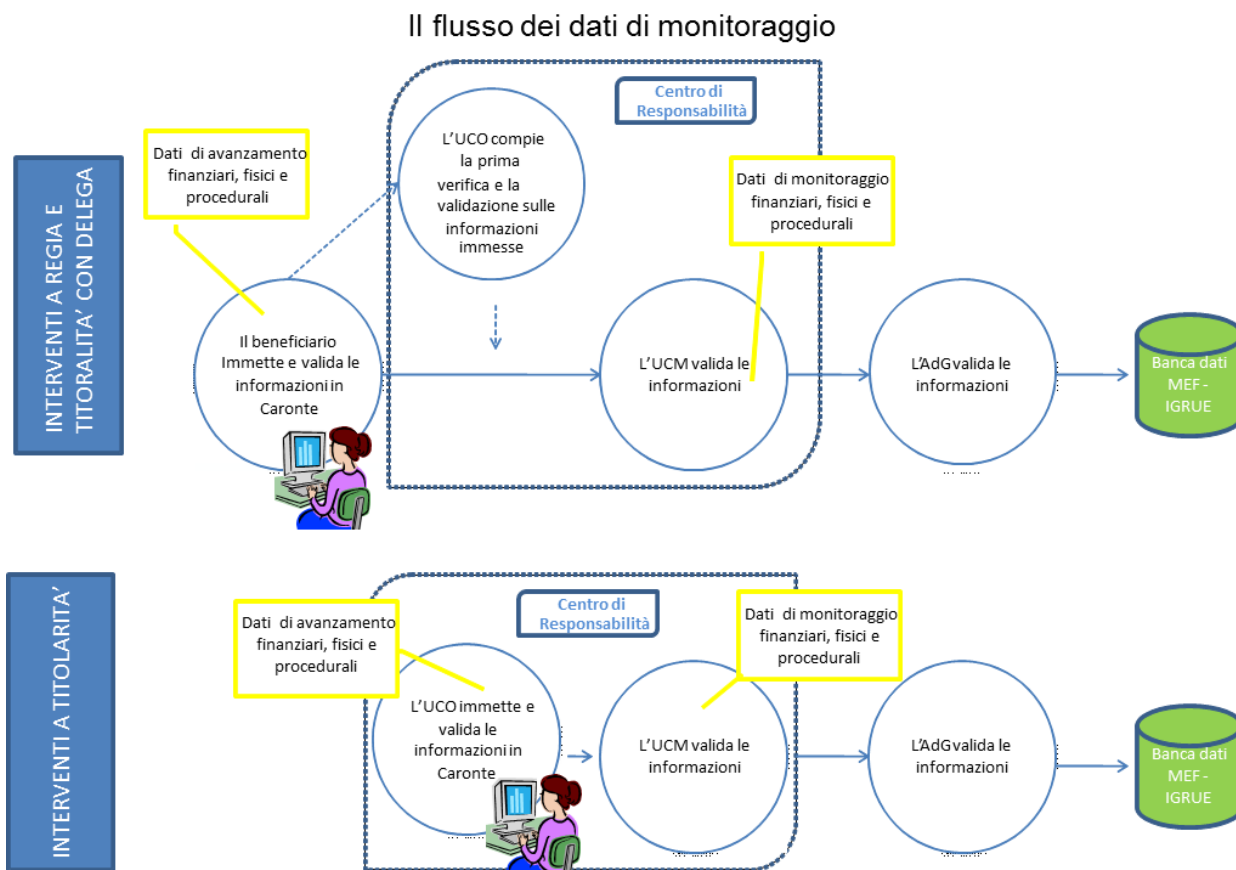 Il flusso dei dati di monitoraggio
INTERVENTI A REGIA E
TITORALITA’ CON DELEGA
Dati di avanzamento
finanziari, fisici e
procedurali
Centro di
Responsabilità
L’UCO compie
la prima
verifica e la
validazione sulle
informazioni
immesse
Dati di monitoraggio
finanziari, fisici e
procedurali
Il beneficiario
Immette e valida le
informazioni in
Caronte
L’UCM valida le
informazioni
L’AdG valida le
informazioni
Banca dati
MEF -
IGRUE
INTERVENTI A TITOLARITA’
Dati di avanzamento
finanziari, fisici e
procedurali
Centro di
Responsabilità
Dati di monitoraggio
finanziari, fisici e
procedurali
L’UCO immette e
valida le
informazioni in
Caronte
L’UCM valida le
informazioni
L’AdG valida le
informazioni
Banca dati
MEF -
IGRUE